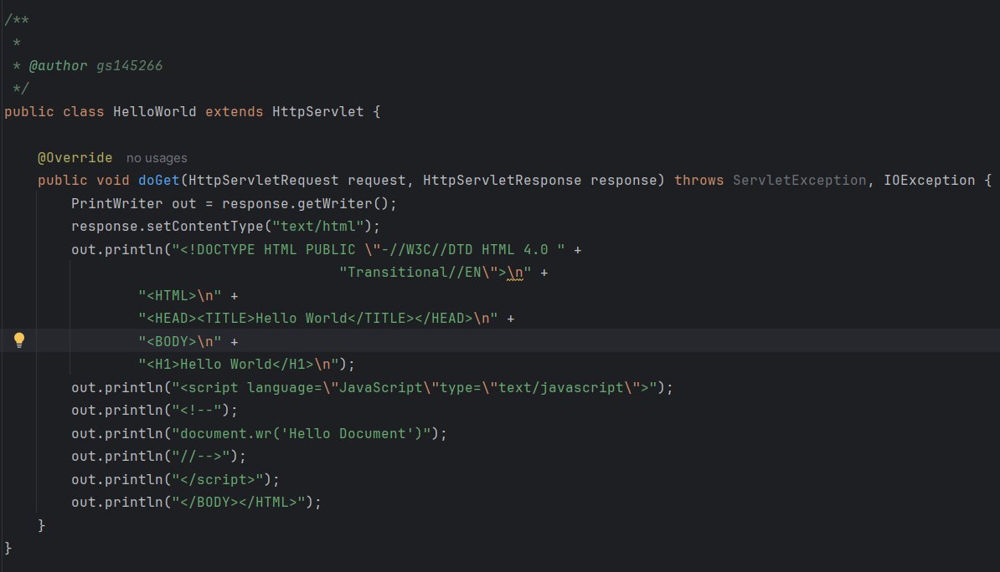 /**
 *
 * @author gs145266
 */
public class HelloWorld extends HttpServlet {
    @Override no usages
    public void doGet(HttpServletRequest request, HttpServletResponse response) throws ServletException, IOException {
        PrintWriter out = response.getWriter();
        response.setContentType("text/html");
        out.println("<!DOCTYPE HTML PUBLIC \"-//W3C//DTD HTML 4.0 " +
                                        "Transitional//EN\">\n" +
                "<HTML>\n" +
                "<HEAD><TITLE>Hello World</TITLE></HEAD>\n" +
                "<BODY>\n" +
                "<H1>Hello World</H1>\n");
        out.println("<script language=\"JavaScript\"type=\"text/javascript\">");
        out.println("<!--");
        out.println("document.wr('Hello Document')");
        out.println("//-->");
        out.println("</script>");
        out.println("</BODY></HTML>");
    }
}